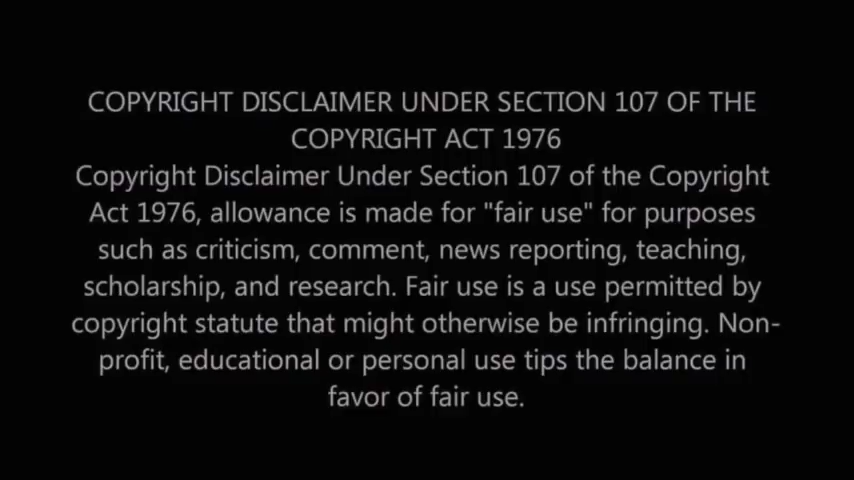 COPYRIGHT DISCLAIMER UNDER SECTION 107 OF THE
COPYRIGHT ACT 1976
Copyright Disclaimer Under Section 107 of the Copyright
Act 1976, allowance is made for "fair use" for purposes
such as criticism, comment, news reporting, teaching,
scholarship, and research. Fair use is a use permitted by
copyright statute that might otherwise be infringing. Non-
profit, educational or personal use tips the balance in
favor of fair use.